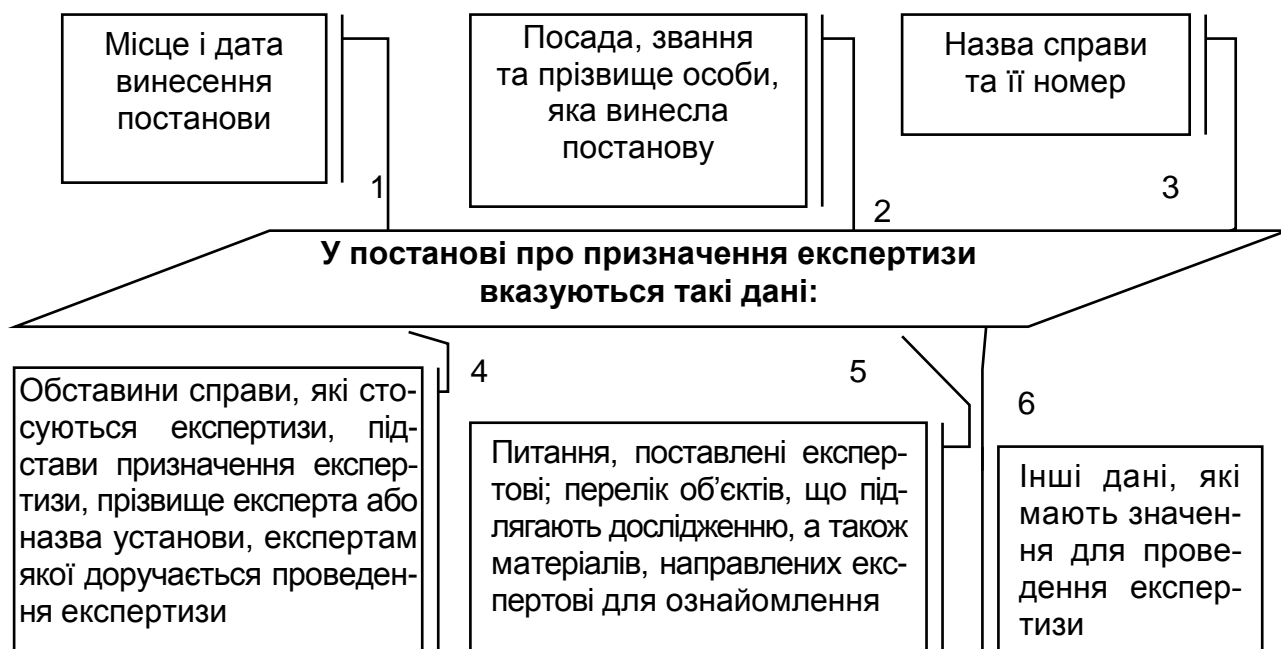 Місце і дата
винесення
постанови
1
Посада, звання
та прізвище особи,
яка винесла
постанову
2
Назва справи
та її номер
3
У постанові про призначення експертизи
вказуються такі дані:
4
Обставини справи, які сто-
суються експертизи, під-
стави призначення експер-
тизи, прізвище експерта або
назва установи, експертам
якої доручається проведен-
ня експертизи
5
Питання, поставлені експер-
тові; перелік об’єктів, що під-
лягають дослідженню, а також
матеріалів, направлених екс-
пертові для ознайомлення
6
Інші дані, які
мають значен-
ня для прове-
дення експер-
тизи